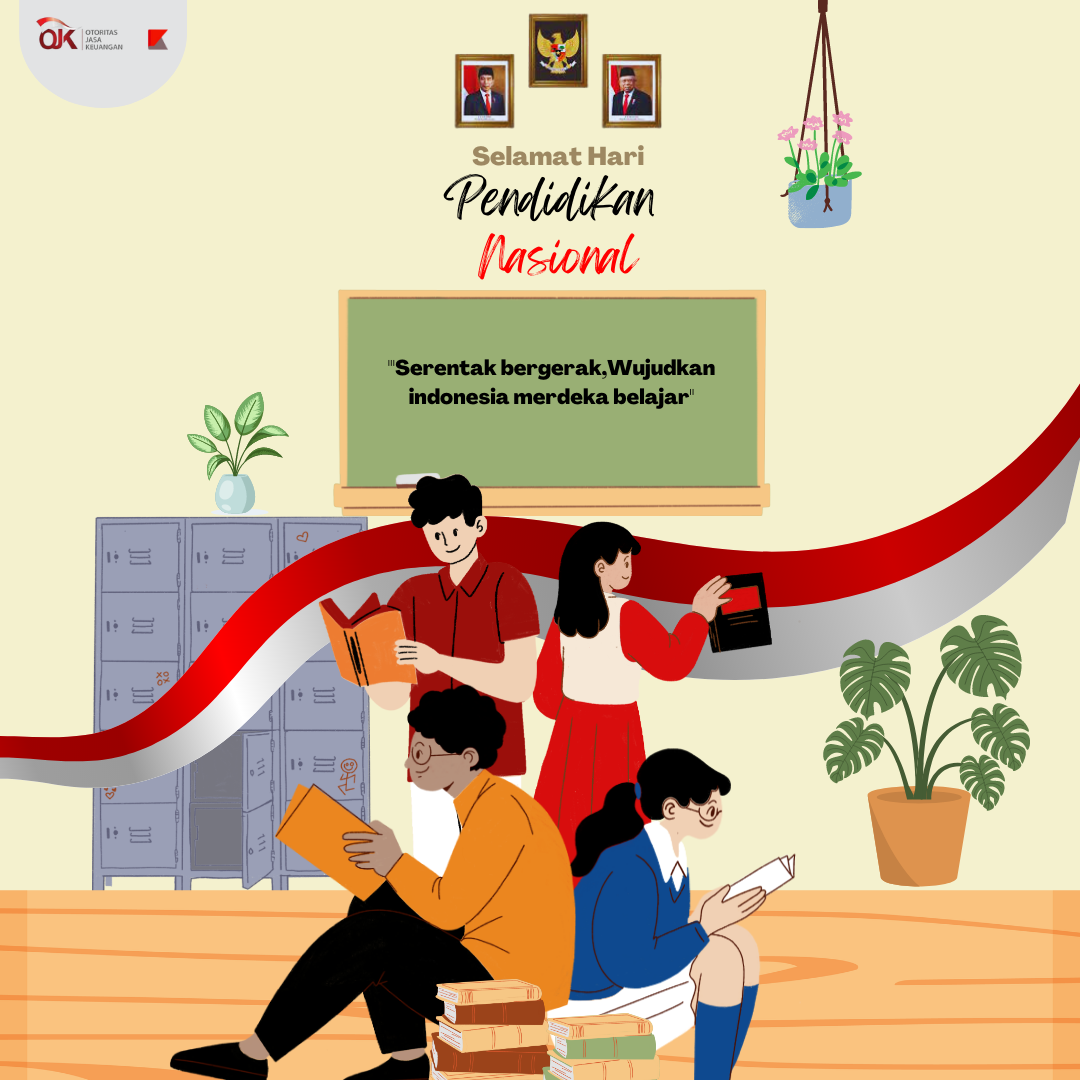 OJK
OTORITAS
JASA
KEUANGAN
Selamat Hari
Pendidikan
Nasional
"'Serentak bergerak,Wujudkan
indonesia merdeka belajar"